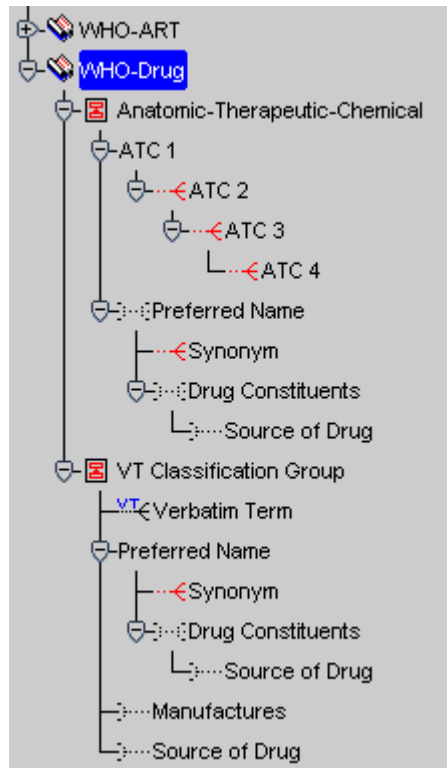 WHO-ART
WHO-Drug
Anatomic-Therapeutic-Chemical
ATC 1
ATC 2
ATC 3
ATC 4
Preferred Name
Synonym
Drug Constituents
Source of Drug
VT Classification Group
VT Verbatim Term
Preferred Name
Synonym
Drug Constituents
Source of Drug
Manufactures
Source of Drug